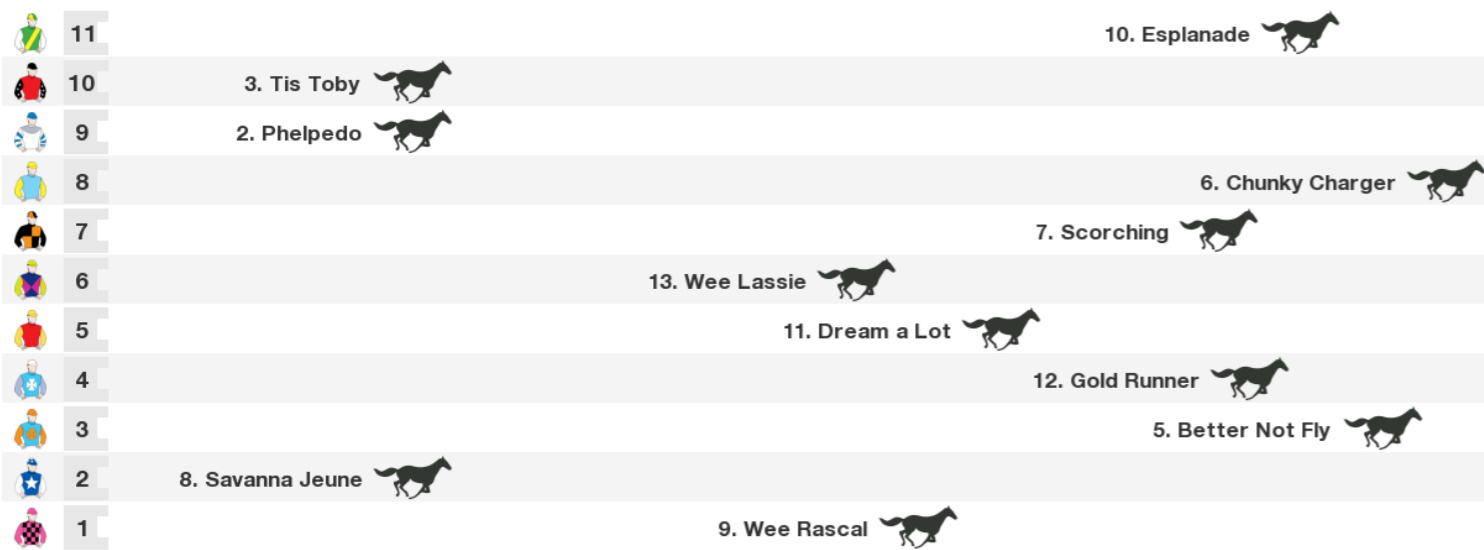 11 10. Esplanade
10 3. Tis Toby
9 2. Phelpedo
8 6. Chunky Charger
7 7. Scorching
6 13. Wee Lassie
5 11. Dream a Lot
4 12. Gold Runner
3 5. Better Not Fly
2 8. Savanna Jeune
1 9. Wee Rascal